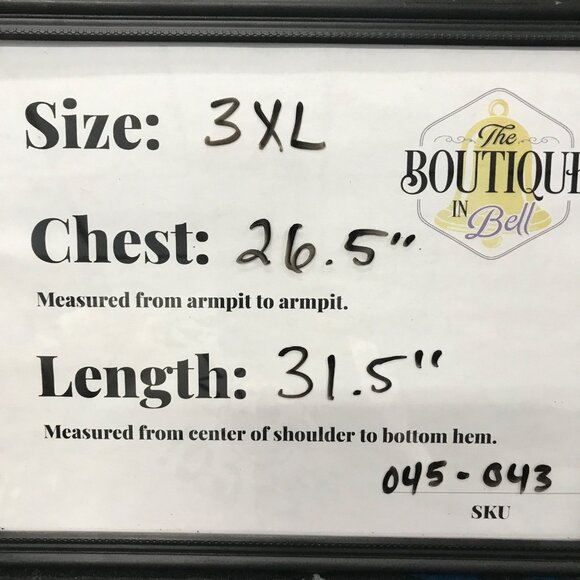 Size: 3XL
The
BOUTIQUE
IN Bell
Chest: 26.5"
Measured from armpit to armpit.
Length: 31.5"
Measured from center of shoulder to bottom hem.
045-043
SKU